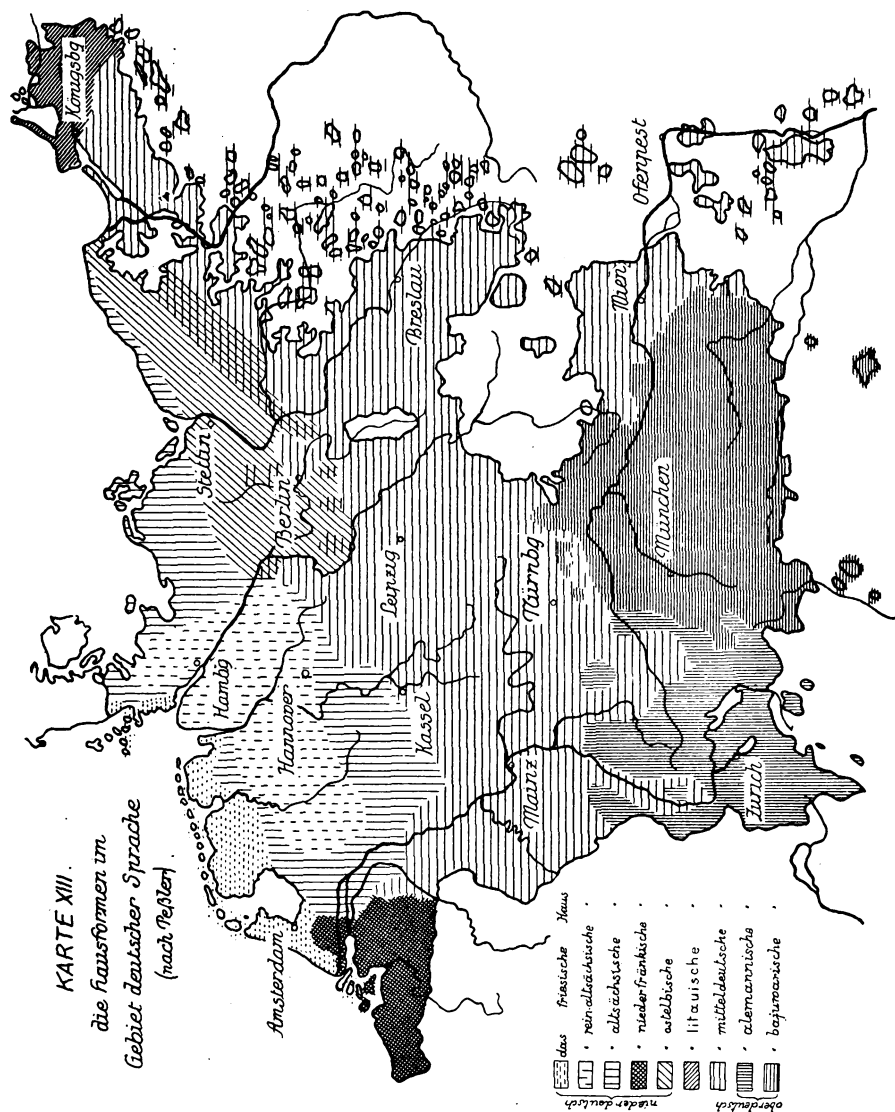 KARTE XIII.
die Hausformen im
Gebiet deutscher Sprache
(nach Peßler).
Königsbg
Stettin
Berlin
Hambg
Hannover
Amsterdam
Breslau
Leipzig
Kassel
Mainz
Nürnbg
Wien
Ofenpest
München
Zürich
das friesische Haus
" reinaltsächsische "
" altsächsische "
" niederfränkische "
" ostelbische "
" litauische "
" mitteldeutsche "
" alemannische "
" bajuwarische "
niederdeutsch
oberdeutsch